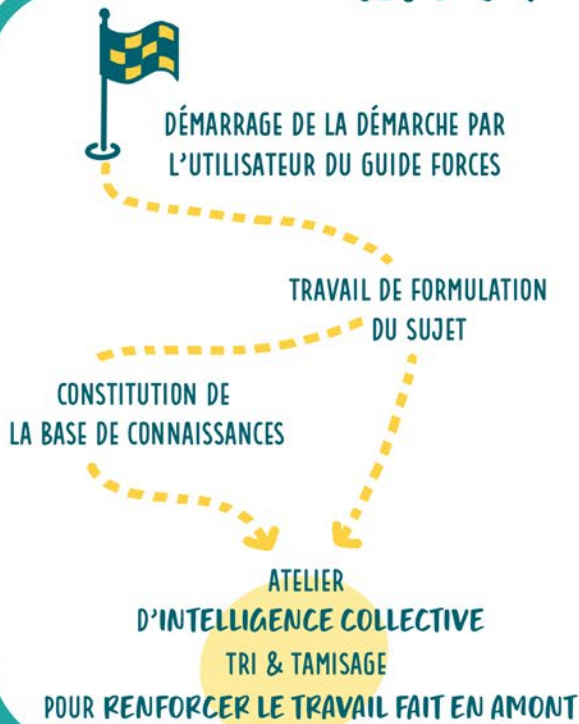 DÉMARRAGE DE LA DÉMARCHE PAR
L'UTILISATEUR DU GUIDE FORCES
TRAVAIL DE FORMULATION
DU SUJET
CONSTITUTION DE
LA BASE DE CONNAISSANCES
ATELIER
D'INTELLIGENCE COLLECTIVE
TRI & TAMISAGE
POUR RENFORCER LE TRAVAIL FAIT EN AMONT